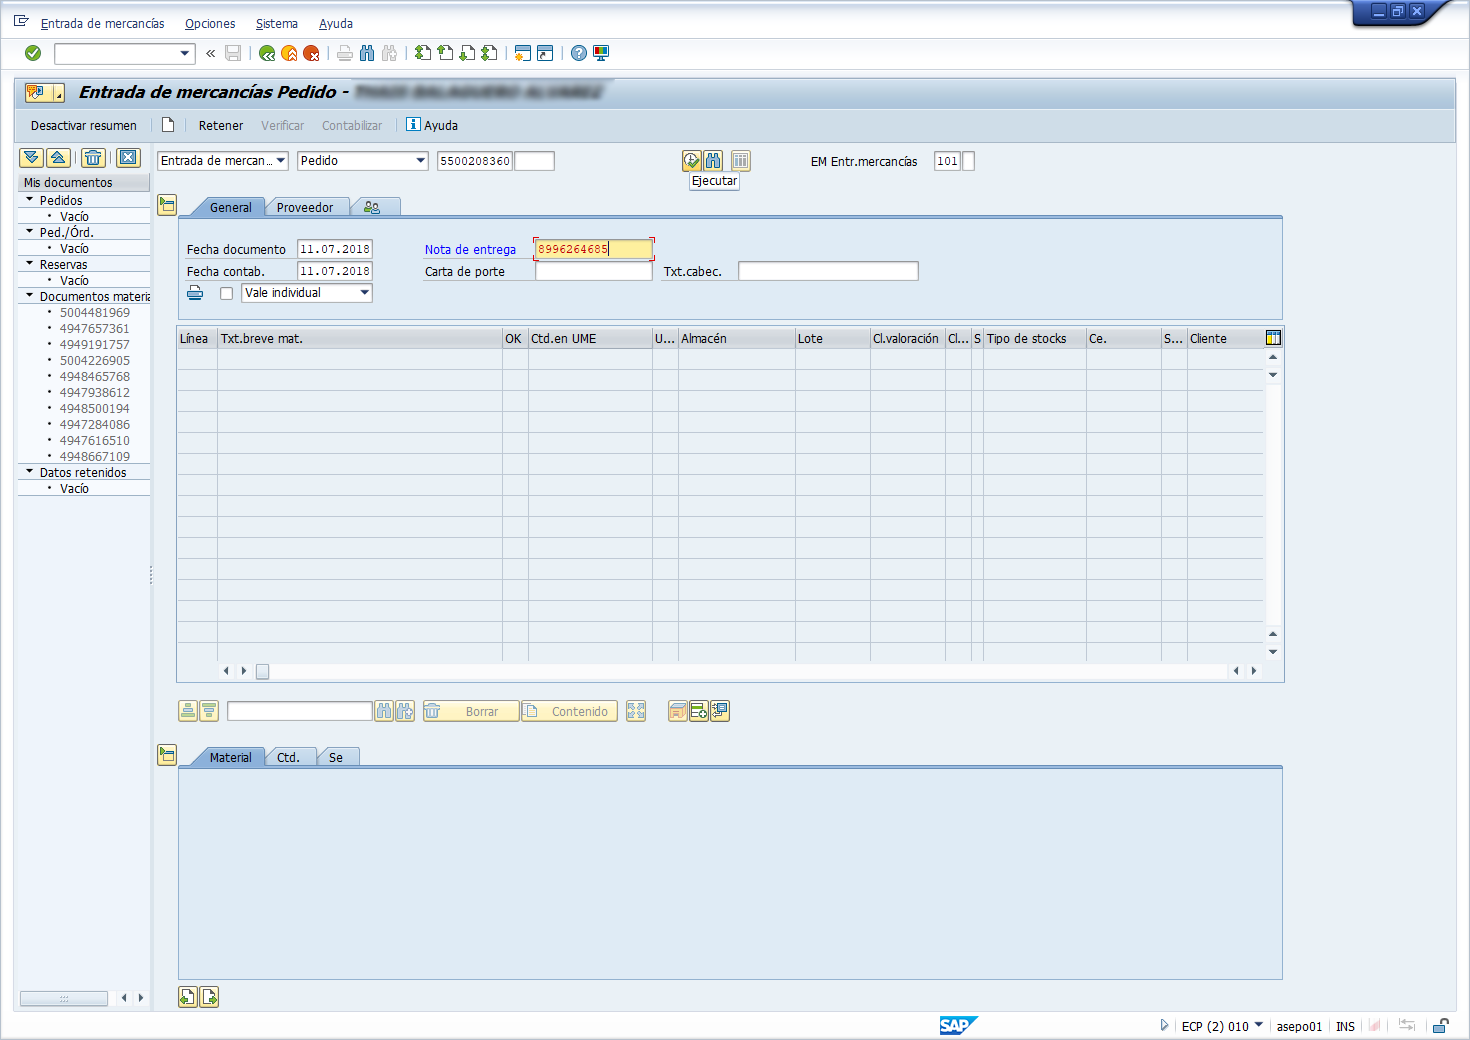 Entrada de mercancías Opciones Sistema Ayuda
Entrada de mercancías Pedido -
Desactivar resumen Retener Verificar Contabilizar Ayuda
Entrada de mercan... Pedido 5500208360 EM Entr.mercancías 101
Ejecutar
Mis documentos
Pedidos
Vacío
Ped./Órd.
Vacío
Reservas
Vacío
Documentos materia
5004481969
4947657361
4949191757
5004226905
4948465768
4947938612
4948500194
4947284086
4947616510
4948667109
Datos retenidos
Vacío
General Proveedor
Fecha documento 11.07.2018 Nota de entrega 8996264685
Fecha contab. 11.07.2018 Carta de porte Txt.cabec.
Vale individual
Línea Txt.breve mat. OK Ctd.en UME U... Almacén Lote Cl.valoración Cl... S Tipo de stocks Ce. S... Cliente
Borrar Contenido
Material Ctd. Se
SAP ECP (2) 010 asepo01 INS